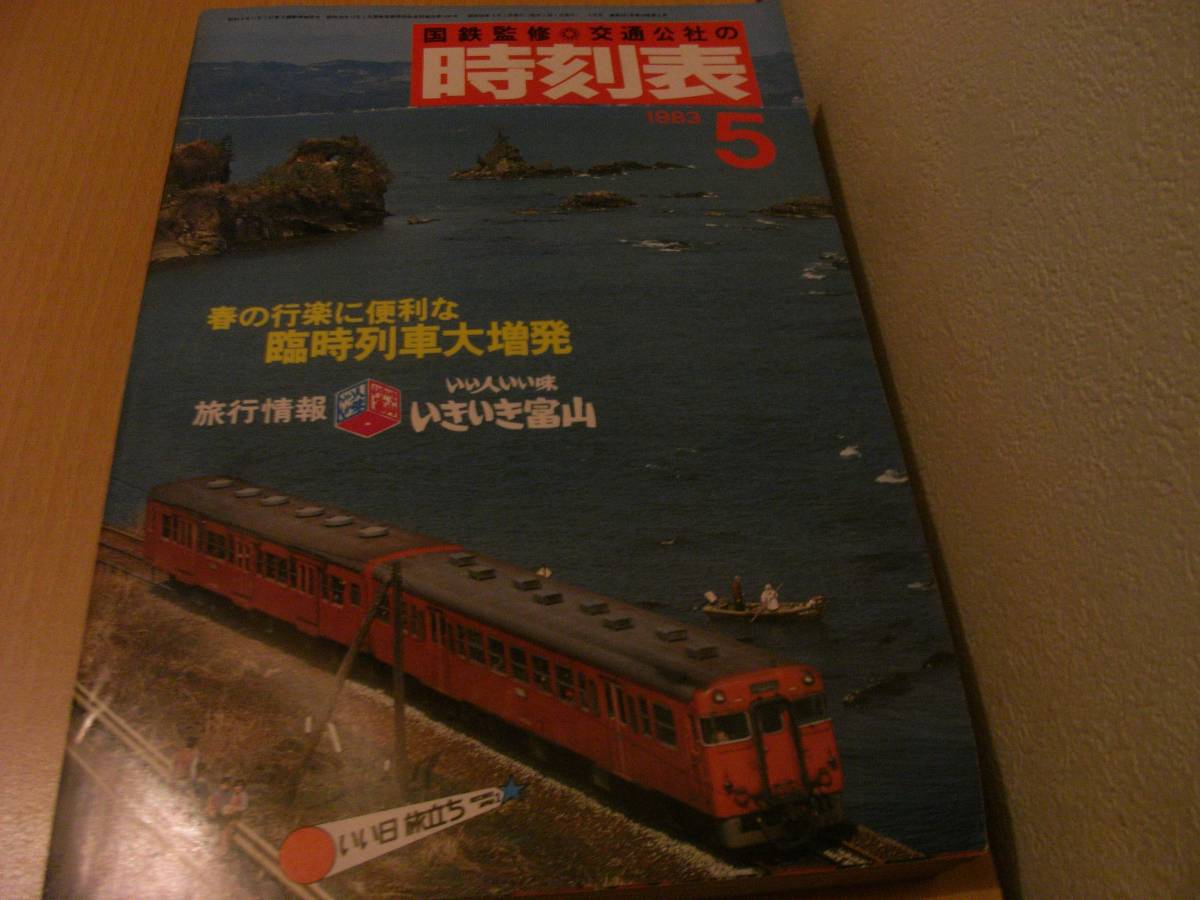 国鉄監修 交通公社の
時刻表
1983 5
春の行楽に便利な
臨時列車大増発
旅行情報
いい人いい味
いきいき富山
いい日旅立ち